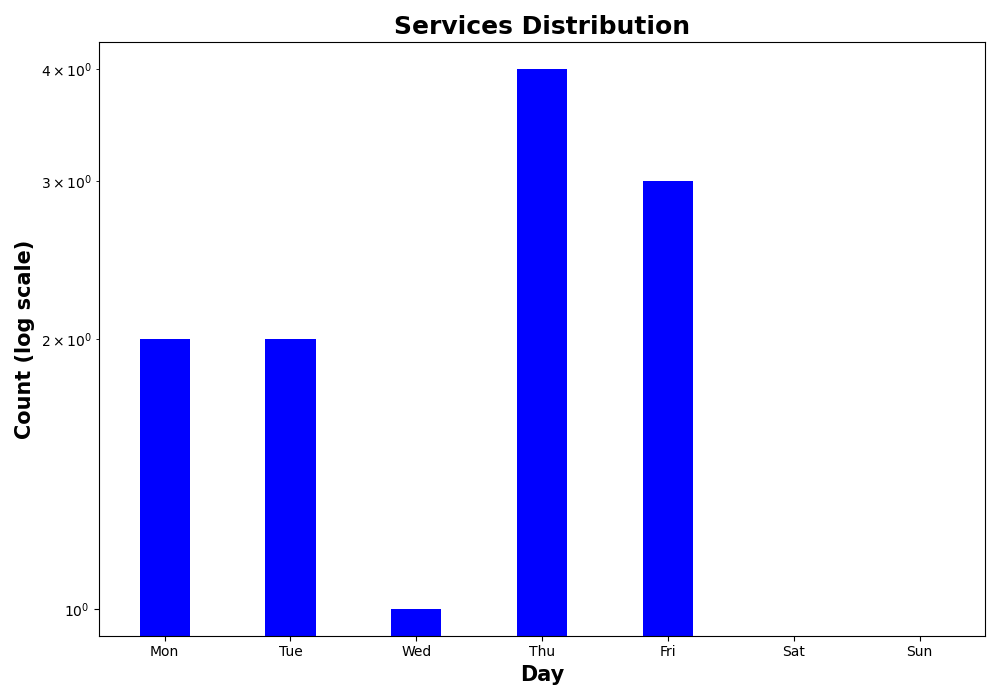 Services Distribution
4 × 10⁰
3 × 10⁰
2 × 10⁰
10⁰
Count (log scale)
Mon Tue Wed Thu Fri Sat Sun
Day